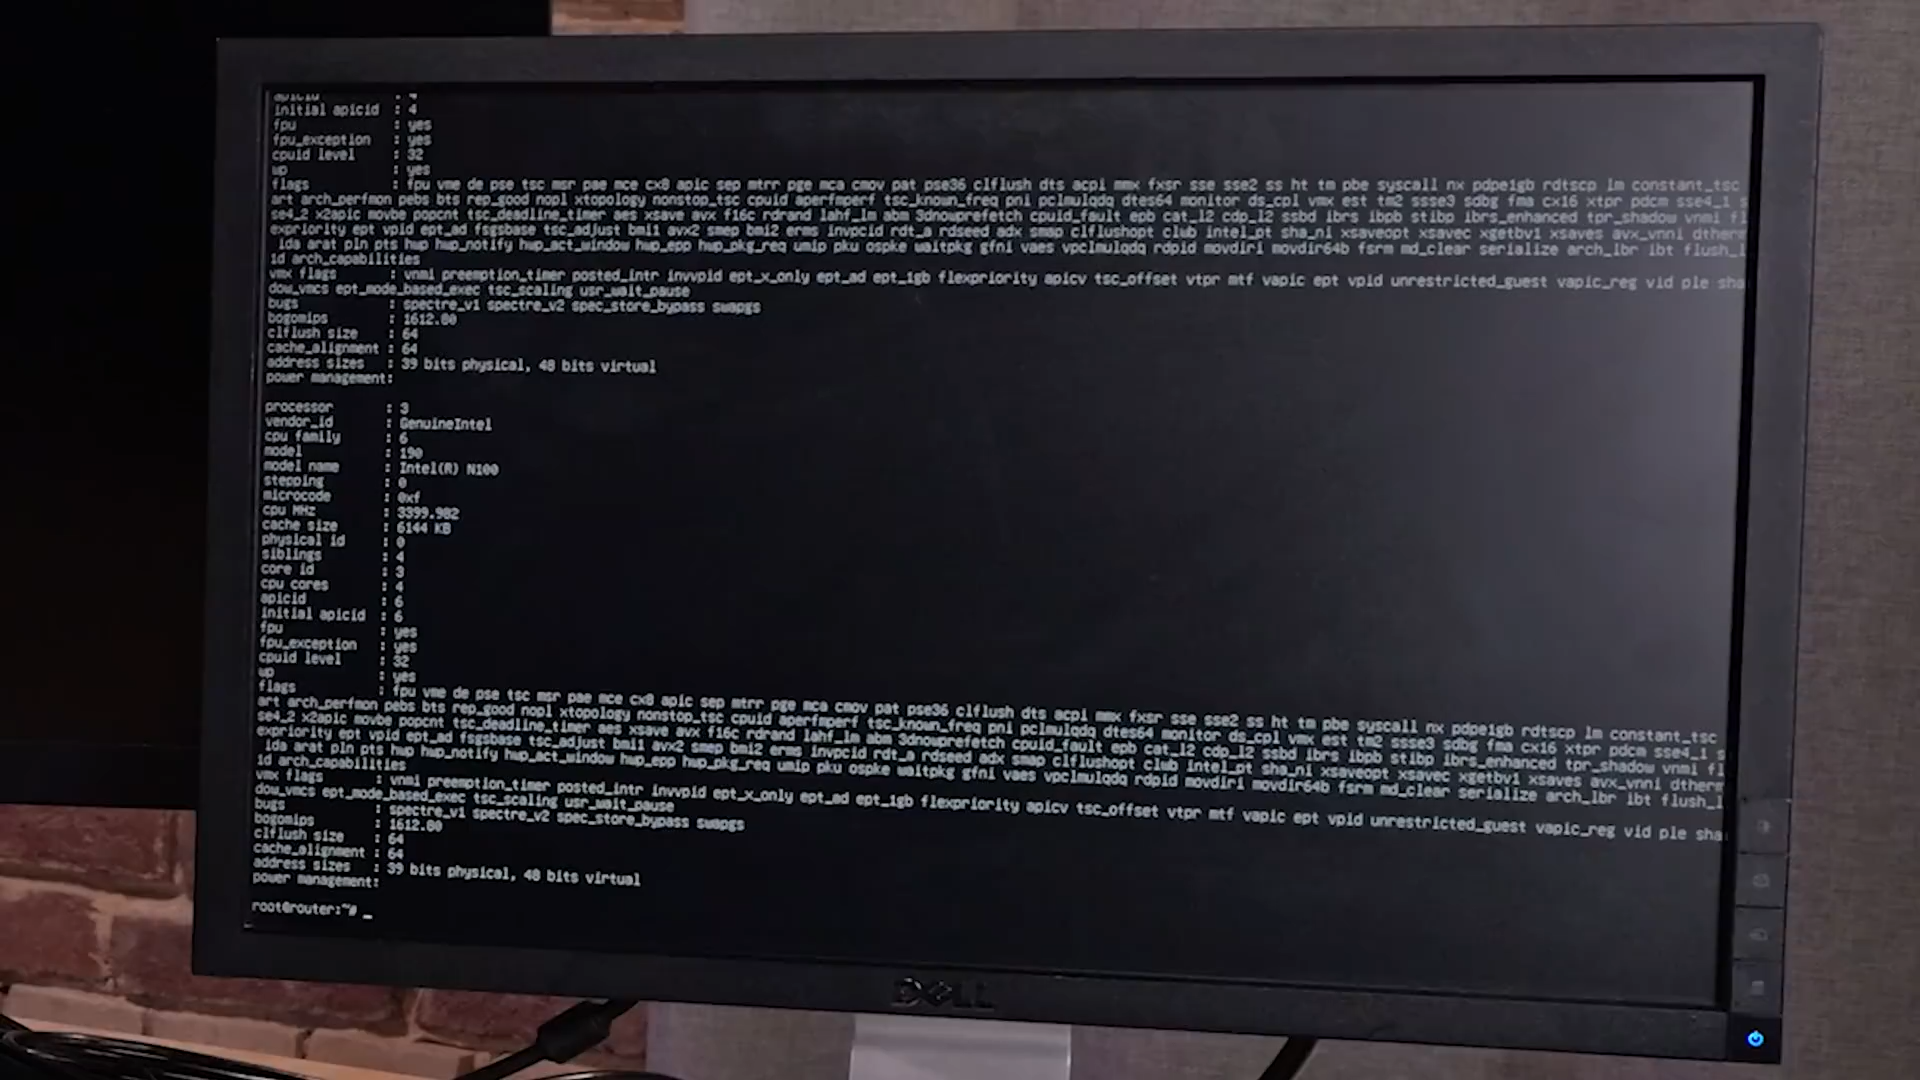 apicid : 4
initial apicid : 4
fpu : yes
fpu_exception : yes
cpuid level : 32
wp : yes
flags : fpu vme de pse tsc msr pae mce cx8 apic sep mtrr pge mca cmov pat pse36 clflush dts acpi mmx fxsr sse sse2 ss ht tm pbe syscall nx pdpe1gb rdtscp lm constant_tsc
art arch_perfmon pebs bts rep_good nopl xtopology nonstop_tsc cpuid aperfmperf tsc_known_freq pni pclmulqdq dtes64 monitor ds_cpl vmx est tm2 ssse3 sdbg fma cx16 xtpr pdcm sse4_1 s
se4_2 x2apic movbe popcnt tsc_deadline_timer aes xsave avx f16c rdrand lahf_lm abm 3dnowprefetch cpuid_fault epb cat_l2 cdp_l2 ssbd ibrs ibpb stibp ibrs_enhanced tpr_shadow vnmi fl
expriority ept vpid ept_ad fsgsbase tsc_adjust bmi1 avx2 smep bmi2 erms invpcid rdt_a rdseed adx smap clflushopt clwb intel_pt sha_ni xsaveopt xsavec xgetbv1 xsaves avx_vnni dtherm
ida arat pln pts hwp hwp_notify hwp_act_window hwp_epp hwp_pkg_req umip pku ospke waitpkg gfni vaes vpclmulqdq rdpid movdiri movdir64b fsrm md_clear serialize arch_lbr ibt flush_l
id arch_capabilities
vmx flags : vnmi preemption_timer posted_intr invvpid ept_x_only ept_ad ept_1gb flexpriority apicv tsc_offset vtpr mtf vapic ept vpid unrestricted_guest vapic_reg vid ple sha
dow_vmcs ept_mode_based_exec tsc_scaling usr_wait_pause
bugs : spectre_v1 spectre_v2 spec_store_bypass swapgs
bogomips : 1612.80
clflush size : 64
cache_alignment : 64
address sizes : 39 bits physical, 48 bits virtual
power management:
processor : 3
vendor_id : GenuineIntel
cpu family : 6
model : 190
model name : Intel(R) N100
stepping : 0
microcode : 0xf
cpu MHz : 3399.982
cache size : 6144 KB
physical id : 0
siblings : 4
core id : 3
cpu cores : 4
apicid : 6
initial apicid : 6
fpu : yes
fpu_exception : yes
cpuid level : 32
wp : yes
flags : fpu vme de pse tsc msr pae mce cx8 apic sep mtrr pge mca cmov pat pse36 clflush dts acpi mmx fxsr sse sse2 ss ht tm pbe syscall nx pdpe1gb rdtscp lm constant_tsc
art arch_perfmon pebs bts rep_good nopl xtopology nonstop_tsc cpuid aperfmperf tsc_known_freq pni pclmulqdq dtes64 monitor ds_cpl vmx est tm2 ssse3 sdbg fma cx16 xtpr pdcm sse4_1 s
se4_2 x2apic movbe popcnt tsc_deadline_timer aes xsave avx f16c rdrand lahf_lm abm 3dnowprefetch cpuid_fault epb cat_l2 cdp_l2 ssbd ibrs ibpb stibp ibrs_enhanced tpr_shadow vnmi fl
expriority ept vpid ept_ad fsgsbase tsc_adjust bmi1 avx2 smep bmi2 erms invpcid rdt_a rdseed adx smap clflushopt clwb intel_pt sha_ni xsaveopt xsavec xgetbv1 xsaves avx_vnni dtherm
ida arat pln pts hwp hwp_notify hwp_act_window hwp_epp hwp_pkg_req umip pku ospke waitpkg gfni vaes vpclmulqdq rdpid movdiri movdir64b fsrm md_clear serialize arch_lbr ibt flush_l
id arch_capabilities
vmx flags : vnmi preemption_timer posted_intr invvpid ept_x_only ept_ad ept_1gb flexpriority apicv tsc_offset vtpr mtf vapic ept vpid unrestricted_guest vapic_reg vid ple sha
dow_vmcs ept_mode_based_exec tsc_scaling usr_wait_pause
bugs : spectre_v1 spectre_v2 spec_store_bypass swapgs
bogomips : 1612.80
clflush size : 64
cache_alignment : 64
address sizes : 39 bits physical, 48 bits virtual
power management:
root@router:~# _
DELL